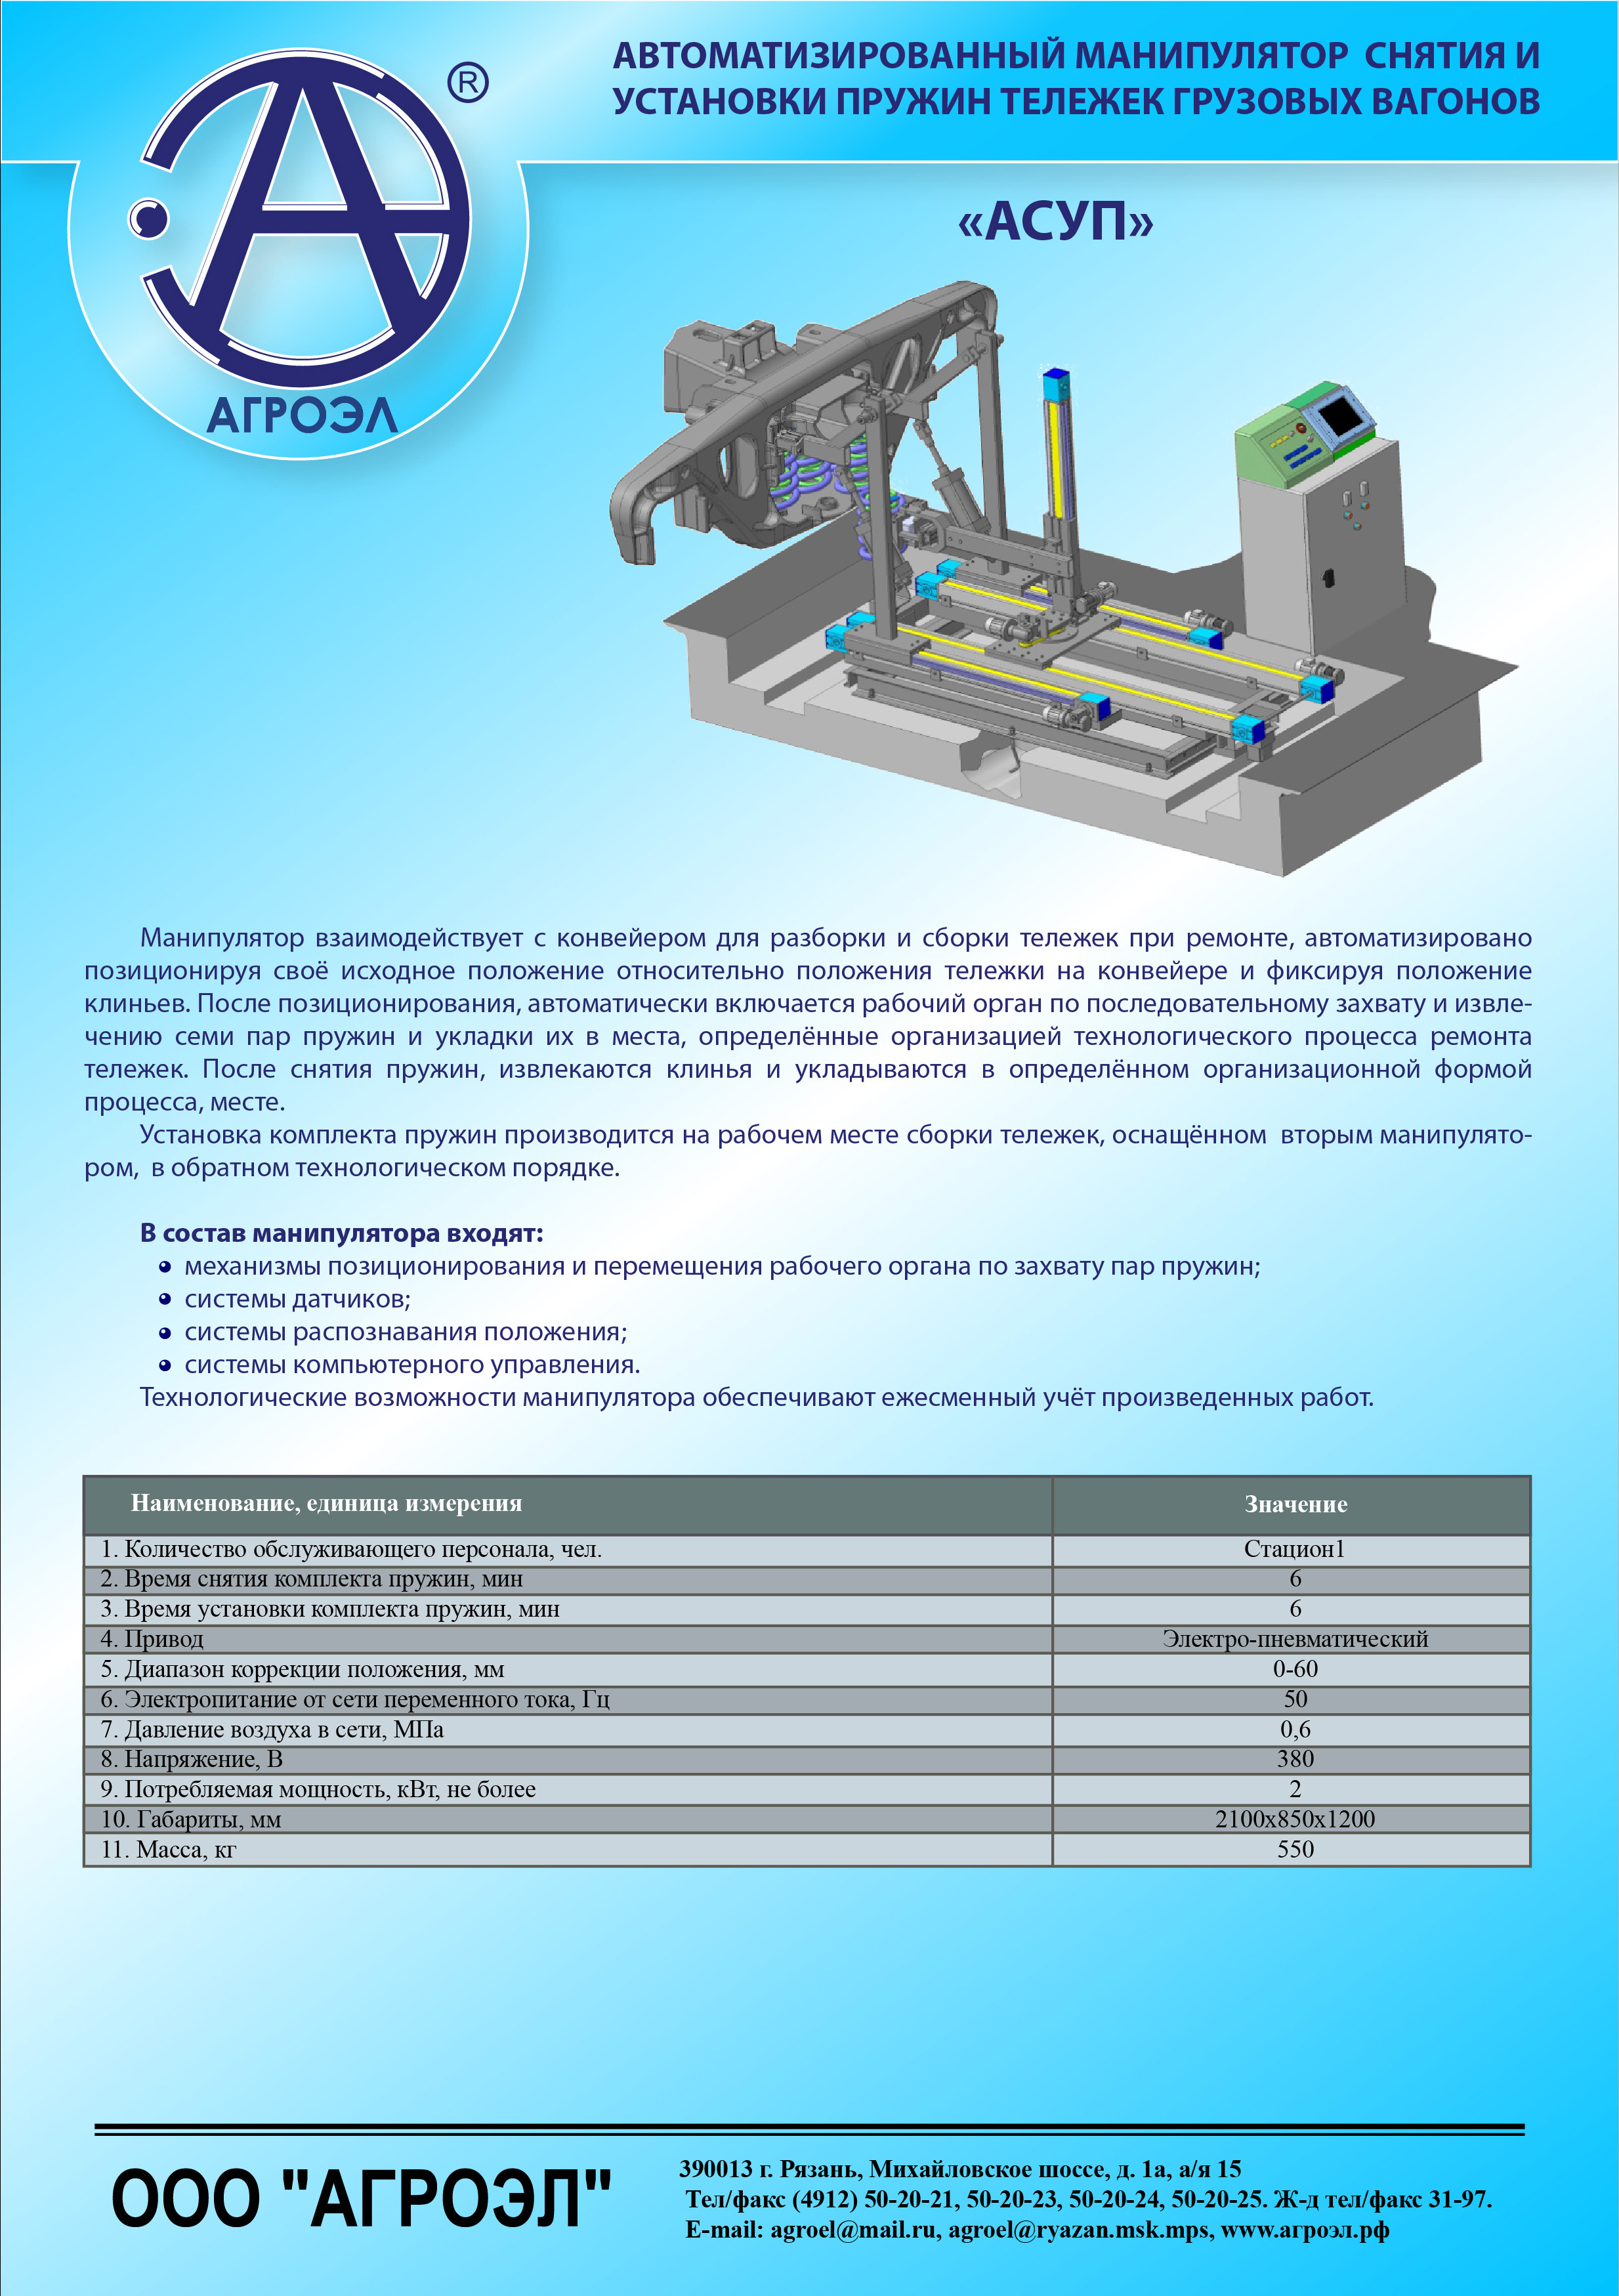 АВТОМАТИЗИРОВАННЫЙ МАНИПУЛЯТОР СНЯТИЯ И
УСТАНОВКИ ПРУЖИН ТЕЛЕЖЕК ГРУЗОВЫХ ВАГОНОВ
®
АГРОЭЛ
«АСУП»
Манипулятор взаимодействует с конвейером для разборки и сборки тележек при ремонте, автоматизировано
позиционируя своё исходное положение относительно положения тележки на конвейере и фиксируя положение
клиньев. После позиционирования, автоматически включается рабочий орган по последовательному захвату и извле-
чению семи пар пружин и укладки их в места, определённые организацией технологического процесса ремонта
тележек. После снятия пружин, извлекаются клинья и укладываются в определённом организационной формой
процесса, месте.
Установка комплекта пружин производится на рабочем месте сборки тележек, оснащённом вторым манипулято-
ром, в обратном технологическом порядке.
В состав манипулятора входят:
механизмы позиционирования и перемещения рабочего органа по захвату пар пружин;
системы датчиков;
системы распознавания положения;
системы компьютерного управления.
Технологические возможности манипулятора обеспечивают ежесменный учёт произведенных работ.
Наименование, единица измерения Значение
1. Количество обслуживающего персонала, чел. Стацион1
2. Время снятия комплекта пружин, мин 6
3. Время установки комплекта пружин, мин 6
4. Привод Электро-пневматический
5. Диапазон коррекции положения, мм 0-60
6. Электропитание от сети переменного тока, Гц 50
7. Давление воздуха в сети, МПа 0,6
8. Напряжение, В 380
9. Потребляемая мощность, кВт, не более 2
10. Габариты, мм 2100х850х1200
11. Масса, кг 550
ООО "АГРОЭЛ"
390013 г. Рязань, Михайловское шоссе, д. 1а, а/я 15
Тел/факс (4912) 50-20-21, 50-20-23, 50-20-24, 50-20-25. Ж-д тел/факс 31-97.
E-mail: agroel@mail.ru, agroel@ryazan.msk.mps, www.агроэл.рф